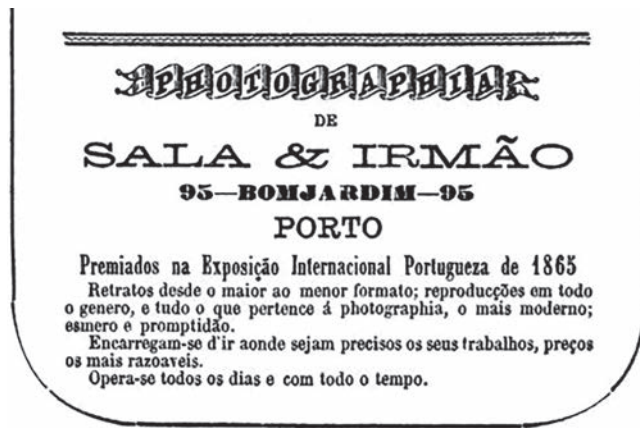 PHOTOGRAPHIA
DE
SALA & IRMÃO
95—BOMJARDIM—95
PORTO
Premiados na Exposição Internacional Portugueza de 1865
Retratos desde o maior ao menor formato; reproducções em todo
o genero, e tudo o que pertence á photographia, o mais moderno;
esmero e promptidão.
Encarregam-se d'ir aonde sejam precisos os seus trabalhos, preços
os mais razoaveis.
Opera-se todos os dias e com todo o tempo.